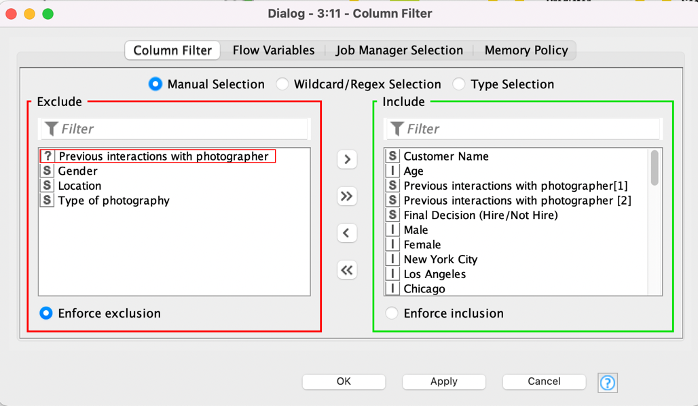 Dialog - 3:11 - Column Filter
Column Filter Flow Variables Job Manager Selection Memory Policy
Manual Selection Wildcard/Regex Selection Type Selection
Exclude
Filter
? Previous interactions with photographer
S Gender
S Location
S Type of photography
Enforce exclusion
>
>>
<
<<
Include
Filter
S Customer Name
I Age
S Previous interactions with photographer[1]
S Previous interactions with photographer [2]
S Final Decision (Hire/Not Hire)
I Male
I Female
I New York City
I Los Angeles
I Chicago
Enforce inclusion
OK Apply Cancel ?